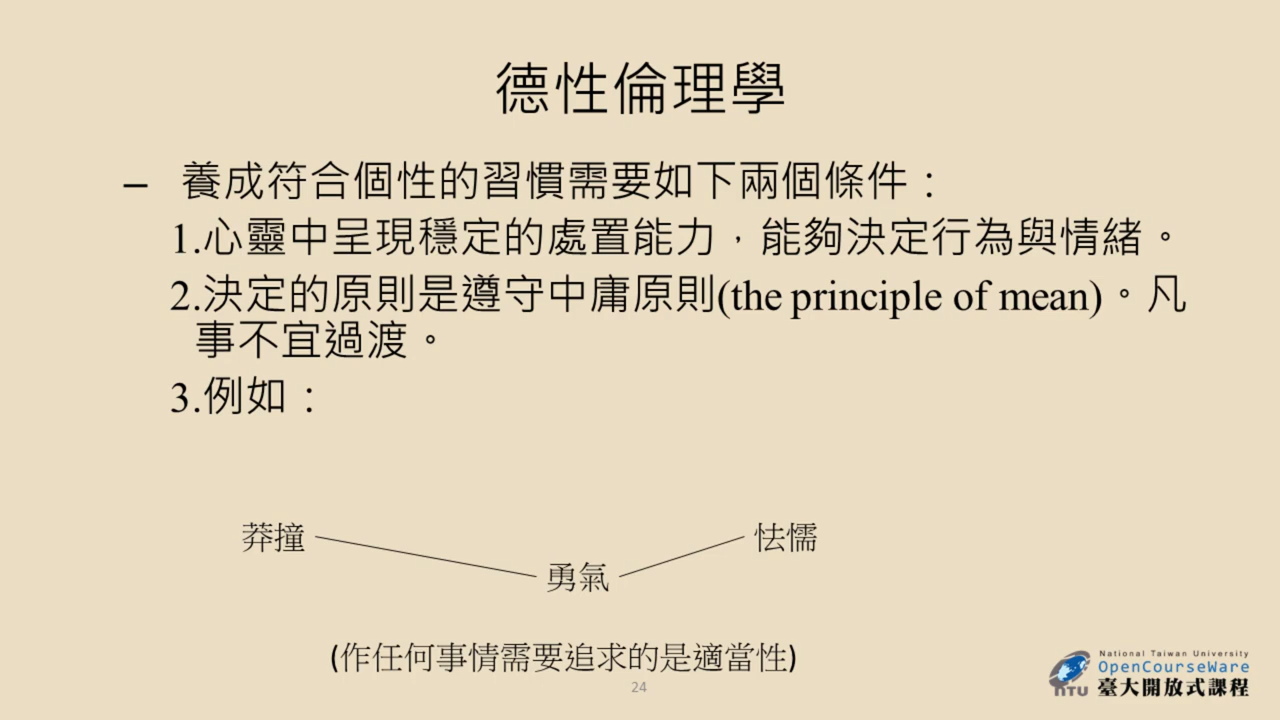 德性倫理學
– 養成符合個性的習慣需要如下兩個條件：
1.心靈中呈現穩定的處置能力，能夠決定行為與情緒。
2.決定的原則是遵守中庸原則(the principle of mean)。凡
事不宜過渡。
3.例如：
莽撞 怯懦
勇氣
(作任何事情需要追求的是適當性)
24
National Taiwan University
OpenCourseWare
NTU 臺大開放式課程